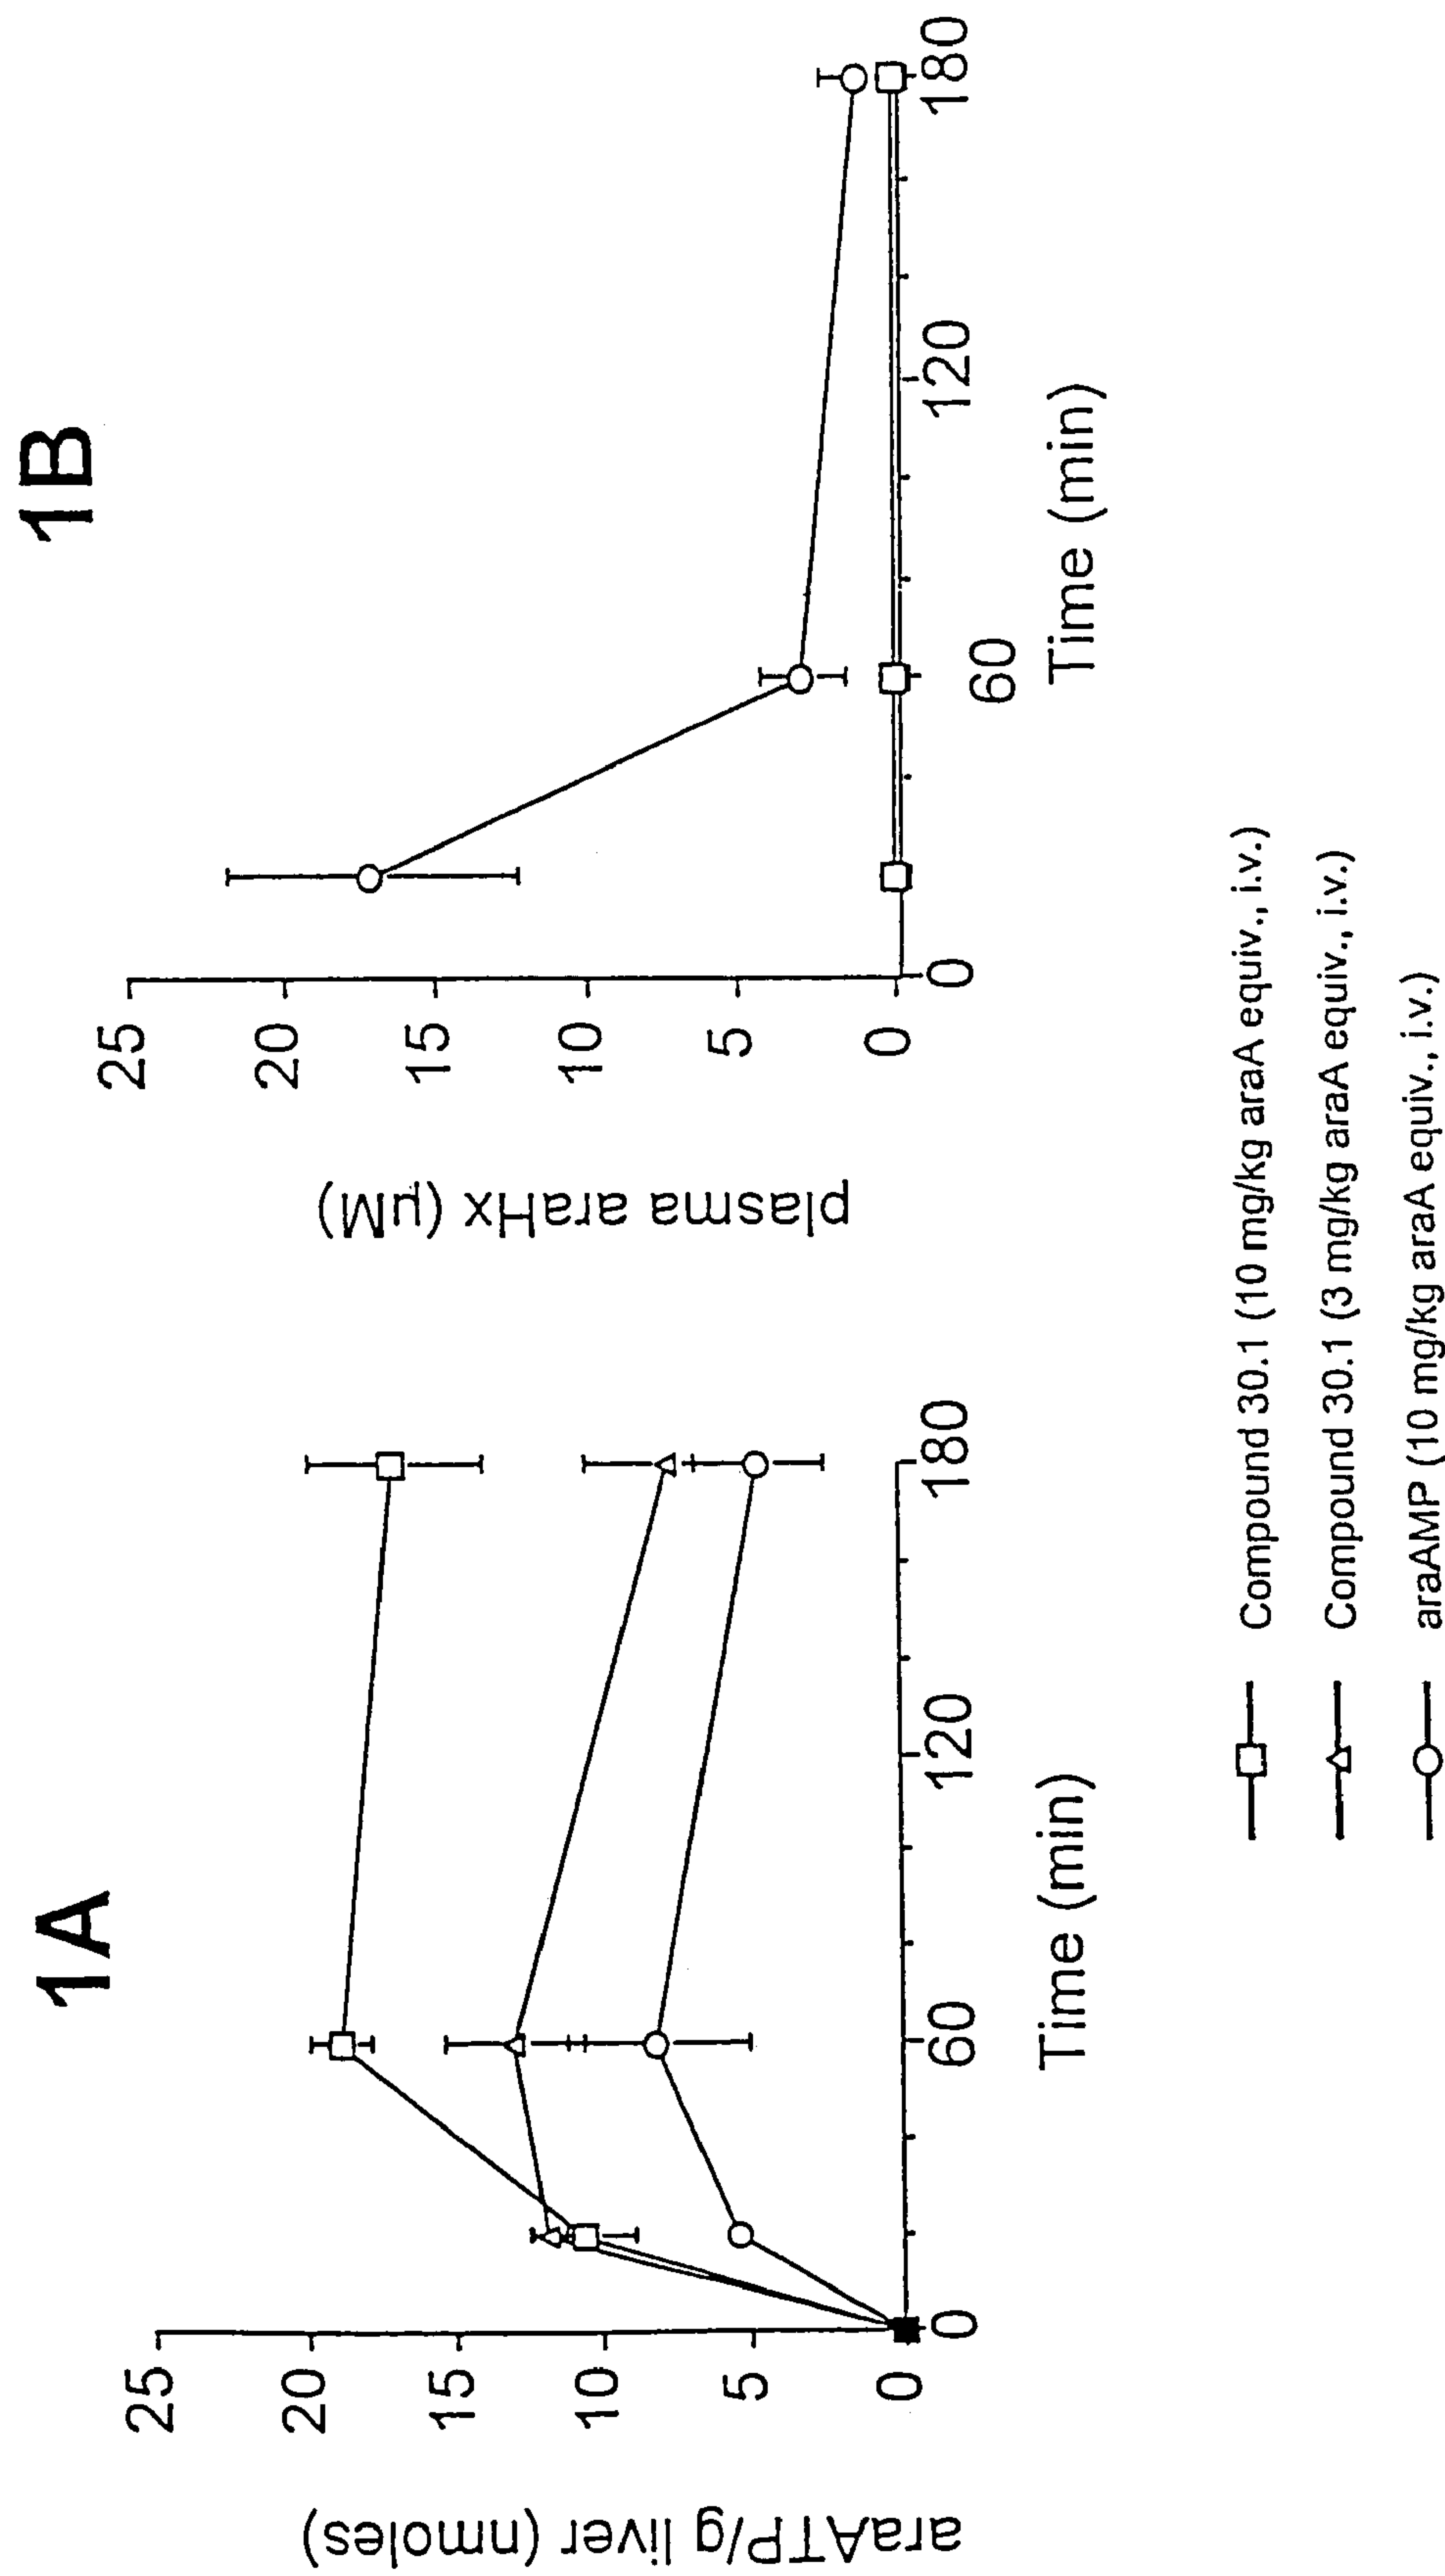 1A
araATP/g liver (nmoles)
25
20
15
10
5
0
0
60
120
180
Time (min)
1B
plasma araHx (µM)
25
20
15
10
5
0
0
60
120
180
Time (min)
Compound 30.1 (10 mg/kg araA equiv., i.v.)
Compound 30.1 (3 mg/kg araA equiv., i.v.)
araAMP (10 mg/kg araA equiv., i.v.)